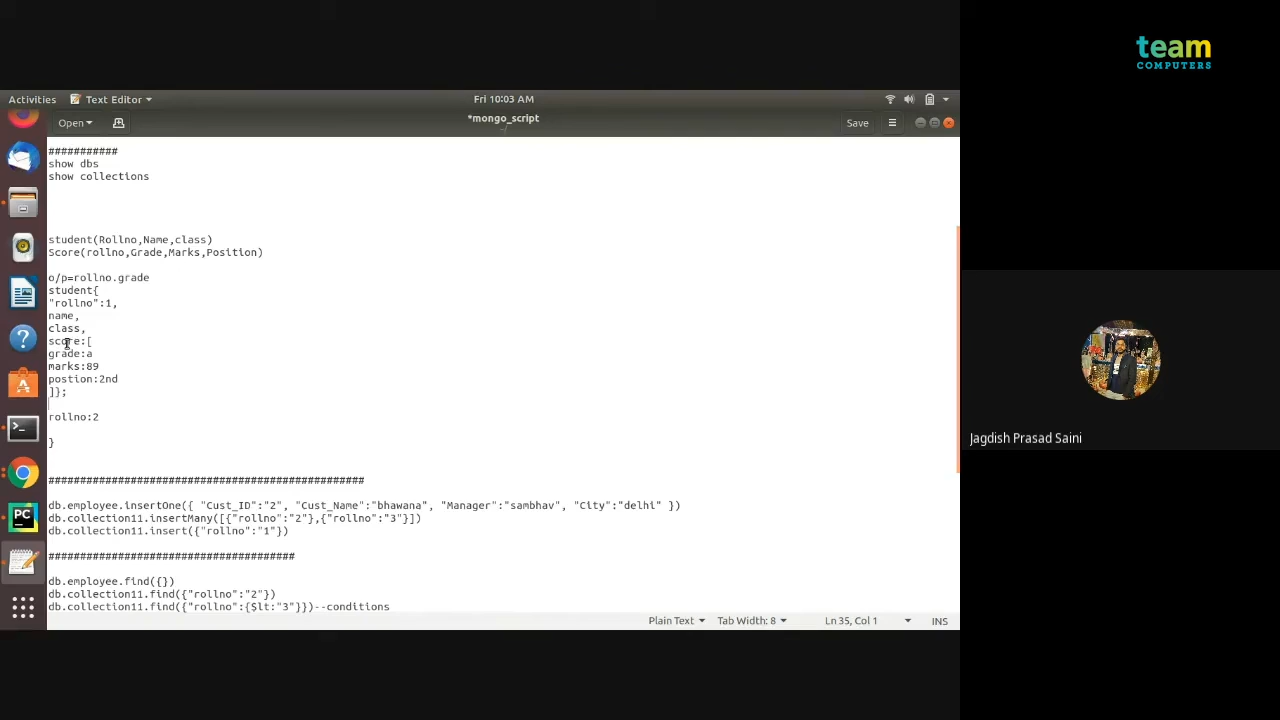 team
COMPUTERS
Activities Text Editor Fri 10:03 AM
Open *mongo_script Save
~/
###########
show dbs
show collections
student(Rollno,Name,class)
Score(rollno,Grade,Marks,Position)
o/p=rollno.grade
student{
"rollno":1,
name,
class,
score:[
grade:a
marks:89
postion:2nd
]};
rollno:2
}
##################################################
db.employee.insertOne({ "Cust_ID":"2", "Cust_Name":"bhawana", "Manager":"sambhav", "City":"delhi" })
db.collection11.insertMany([{"rollno":"2"},{"rollno":"3"}])
db.collection11.insert({"rollno":"1"})
#######################################
db.employee.find({})
db.collection11.find({"rollno":"2"})
db.collection11.find({"rollno":{$lt:"3"}})--conditions
Plain Text Tab Width: 8 Ln 35, Col 1 INS
Jagdish Prasad Saini